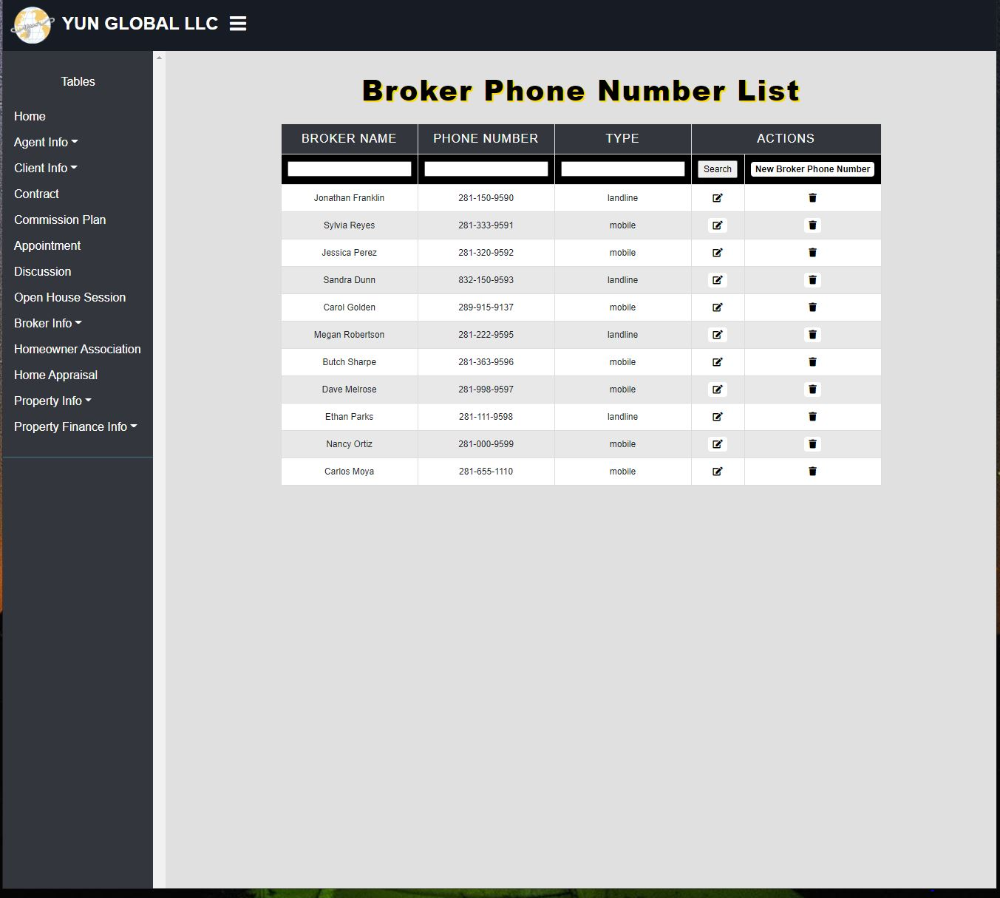 YUN GLOBAL LLC
Tables
Home
Agent Info
Client Info
Contract
Commission Plan
Appointment
Discussion
Open House Session
Broker Info
Homeowner Association
Home Appraisal
Property Info
Property Finance Info
Broker Phone Number List
BROKER NAME PHONE NUMBER TYPE ACTIONS
Search New Broker Phone Number
Jonathan Franklin 281-150-9590 landline
Sylvia Reyes 281-333-9591 mobile
Jessica Perez 281-320-9592 mobile
Sandra Dunn 832-150-9593 landline
Carol Golden 289-915-9137 mobile
Megan Robertson 281-222-9595 landline
Butch Sharpe 281-363-9596 mobile
Dave Melrose 281-998-9597 mobile
Ethan Parks 281-111-9598 landline
Nancy Ortiz 281-000-9599 mobile
Carlos Moya 281-655-1110 mobile